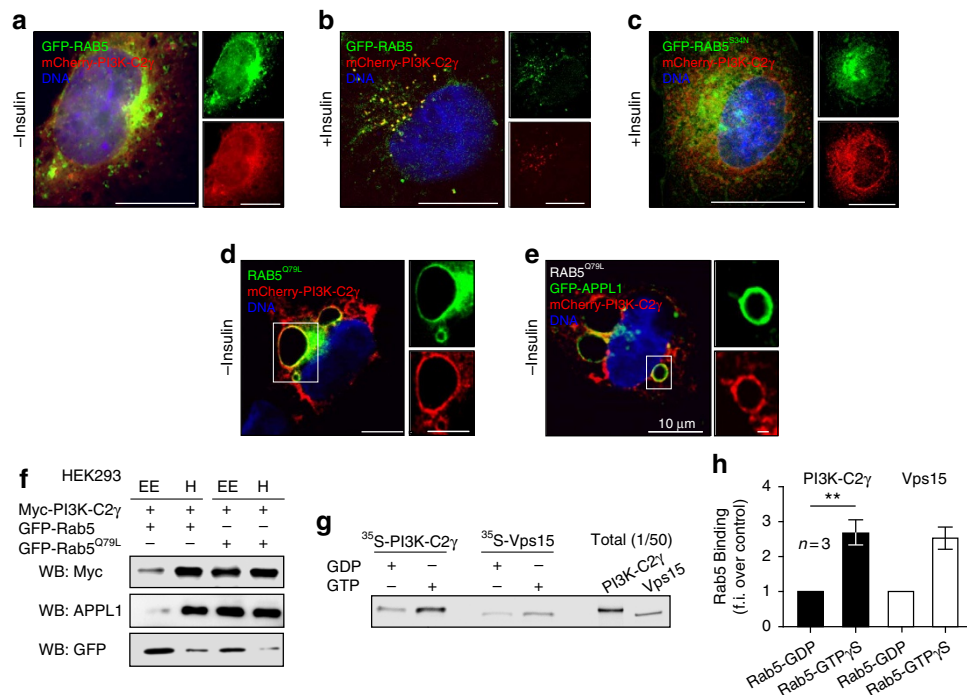 a
GFP-RAB5
mCherry-PI3K-C2γ
DNA
–Insulin
b
GFP-RAB5
mCherry-PI3K-C2γ
DNA
+Insulin
c
GFP-RAB5S34N
mCherry-PI3K-C2γ
DNA
+Insulin
d
RAB5Q79L
mCherry-PI3K-C2γ
DNA
–Insulin
e
RAB5Q79L
GFP-APPL1
mCherry-PI3K-C2γ
DNA
–Insulin
10 μm
f
HEK293
EE H EE H
Myc-PI3K-C2γ + + + +
GFP-Rab5 + + – –
GFP-Rab5Q79L – – + +
WB: Myc
WB: APPL1
WB: GFP
g
35S-PI3K-C2γ 35S-Vps15 Total (1/50)
GDP + – + –
GTP – + – +
PI3K-C2γ
Vps15
h
PI3K-C2γ Vps15
**
n=3
Rab5 Binding
(f.i. over control)
4
3
2
1
0
Rab5-GDP
Rab5-GTPγS
Rab5-GDP
Rab5-GTPγS